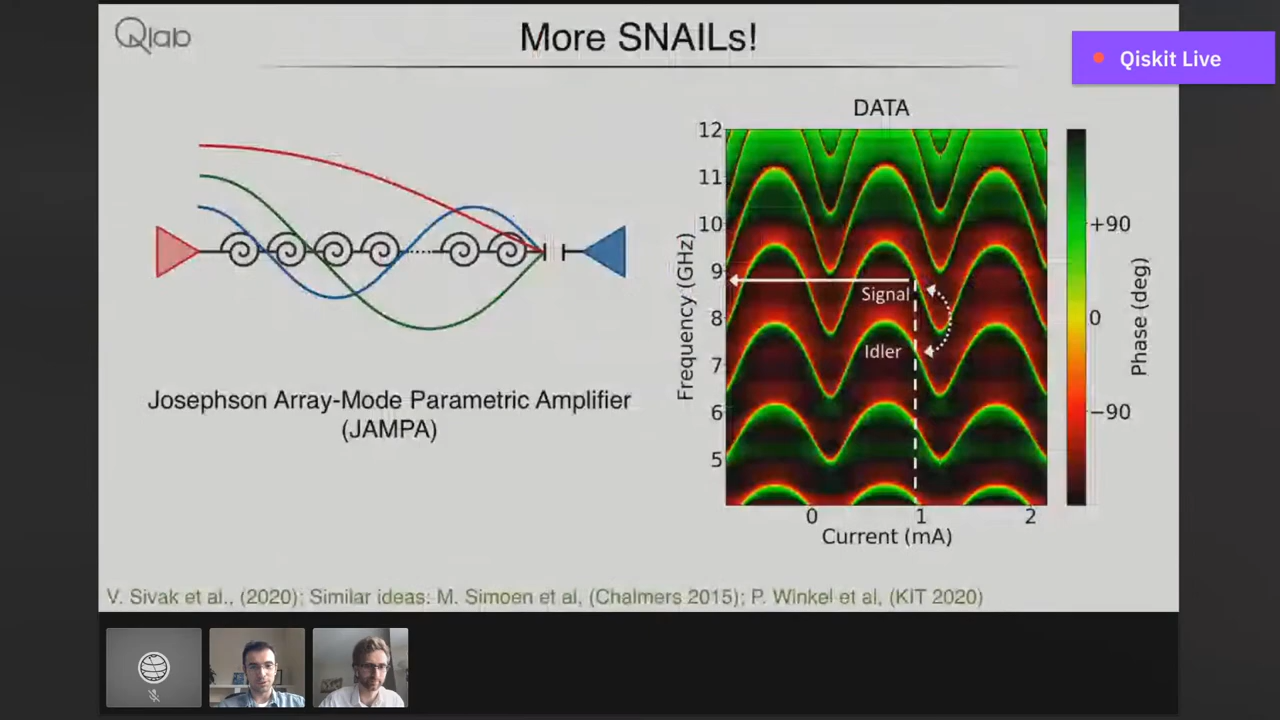 Qlab
More SNAILs!
Qiskit Live
DATA
12
11
10
9
8
7
6
5
Frequency (GHz)
Signal
Idler
0
1
2
Current (mA)
+90
0
−90
Phase (deg)
Josephson Array-Mode Parametric Amplifier
(JAMPA)
V. Sivak et al., (2020); Similar ideas: M. Simoen et al, (Chalmers 2015); P. Winkel et al, (KIT 2020)